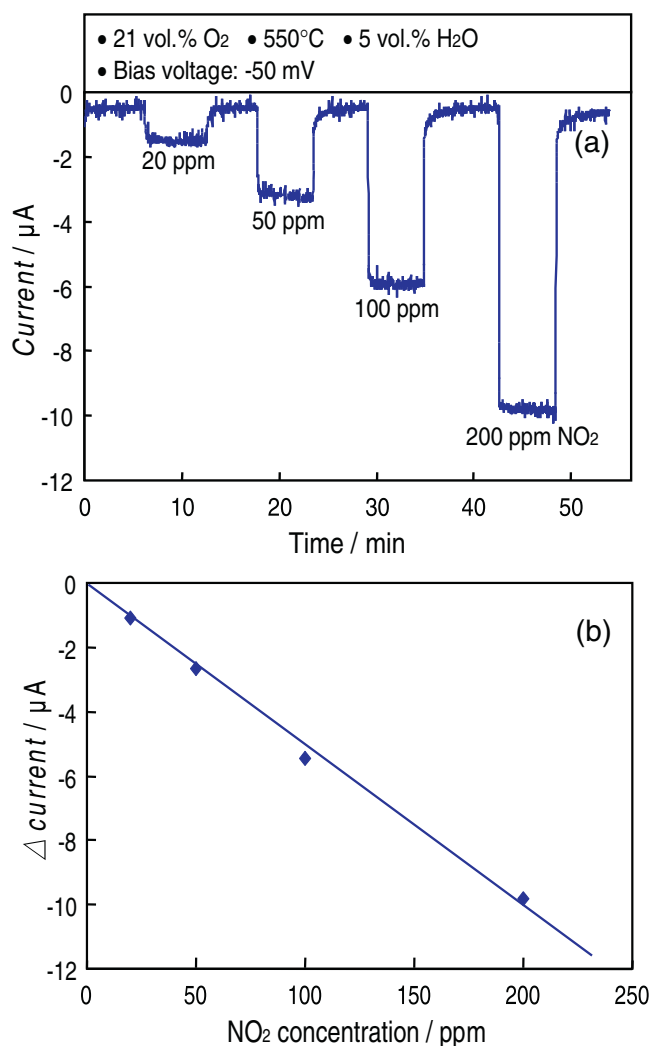 • 21 vol.% O2 • 550°C • 5 vol.% H2O
• Bias voltage: -50 mV
0
-2
-4
-6
-8
-10
-12
Current / μA
(a)
20 ppm
50 ppm
100 ppm
200 ppm NO2
0 10 20 30 40 50
Time / min
0
-2
-4
-6
-8
-10
-12
△ current / μA
(b)
0 50 100 150 200 250
NO2 concentration / ppm